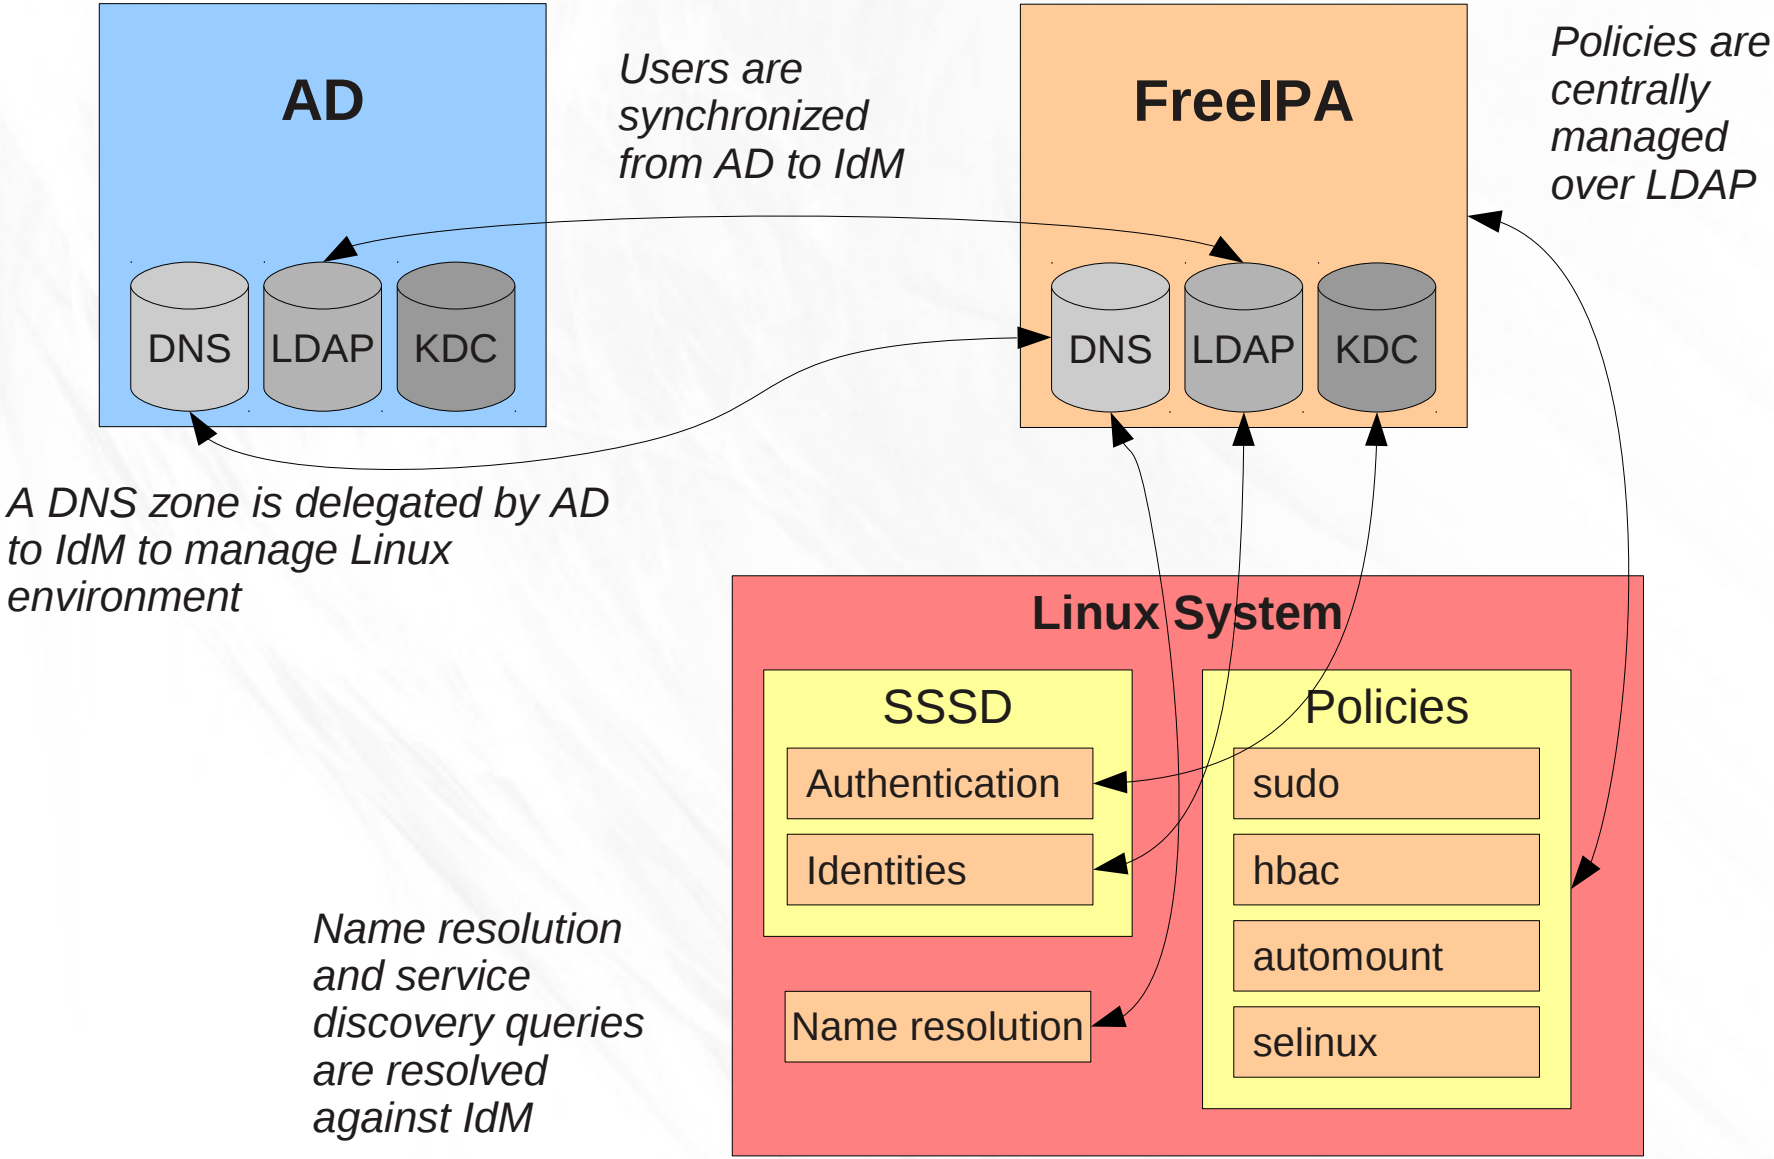 AD
Users are
synchronized
from AD to IdM
FreeIPA
Policies are
centrally
managed
over LDAP
DNS
LDAP
KDC
DNS
LDAP
KDC
A DNS zone is delegated by AD
to IdM to manage Linux
environment
Linux System
SSSD
Authentication
Identities
Name resolution
Policies
sudo
hbac
automount
selinux
Name resolution
and service
discovery queries
are resolved
against IdM